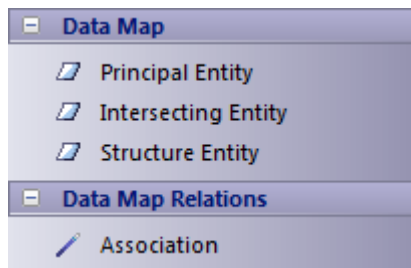 Data Map
Principal Entity
Intersecting Entity
Structure Entity
Data Map Relations
Association